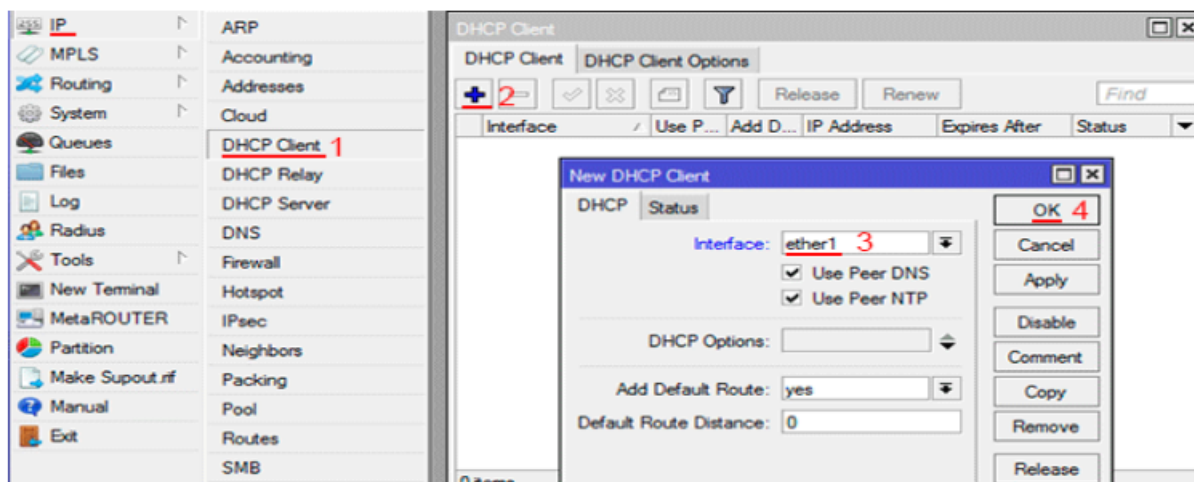 IP
MPLS
Routing
System
Queues
Files
Log
Radius
Tools
New Terminal
MetaROUTER
Partition
Make Supout.rif
Manual
Exit
ARP
Accounting
Addresses
Cloud
DHCP Client 1
DHCP Relay
DHCP Server
DNS
Firewall
Hotspot
IPsec
Neighbors
Packing
Pool
Routes
SMB
DHCP Client
DHCP Client DHCP Client Options
2 Release Renew Find
Interface Use P... Add D... IP Address Expires After Status
New DHCP Client
DHCP Status
Interface: ether1 3
Use Peer DNS
Use Peer NTP
DHCP Options:
Add Default Route: yes
Default Route Distance: 0
OK 4
Cancel
Apply
Disable
Comment
Copy
Remove
Release